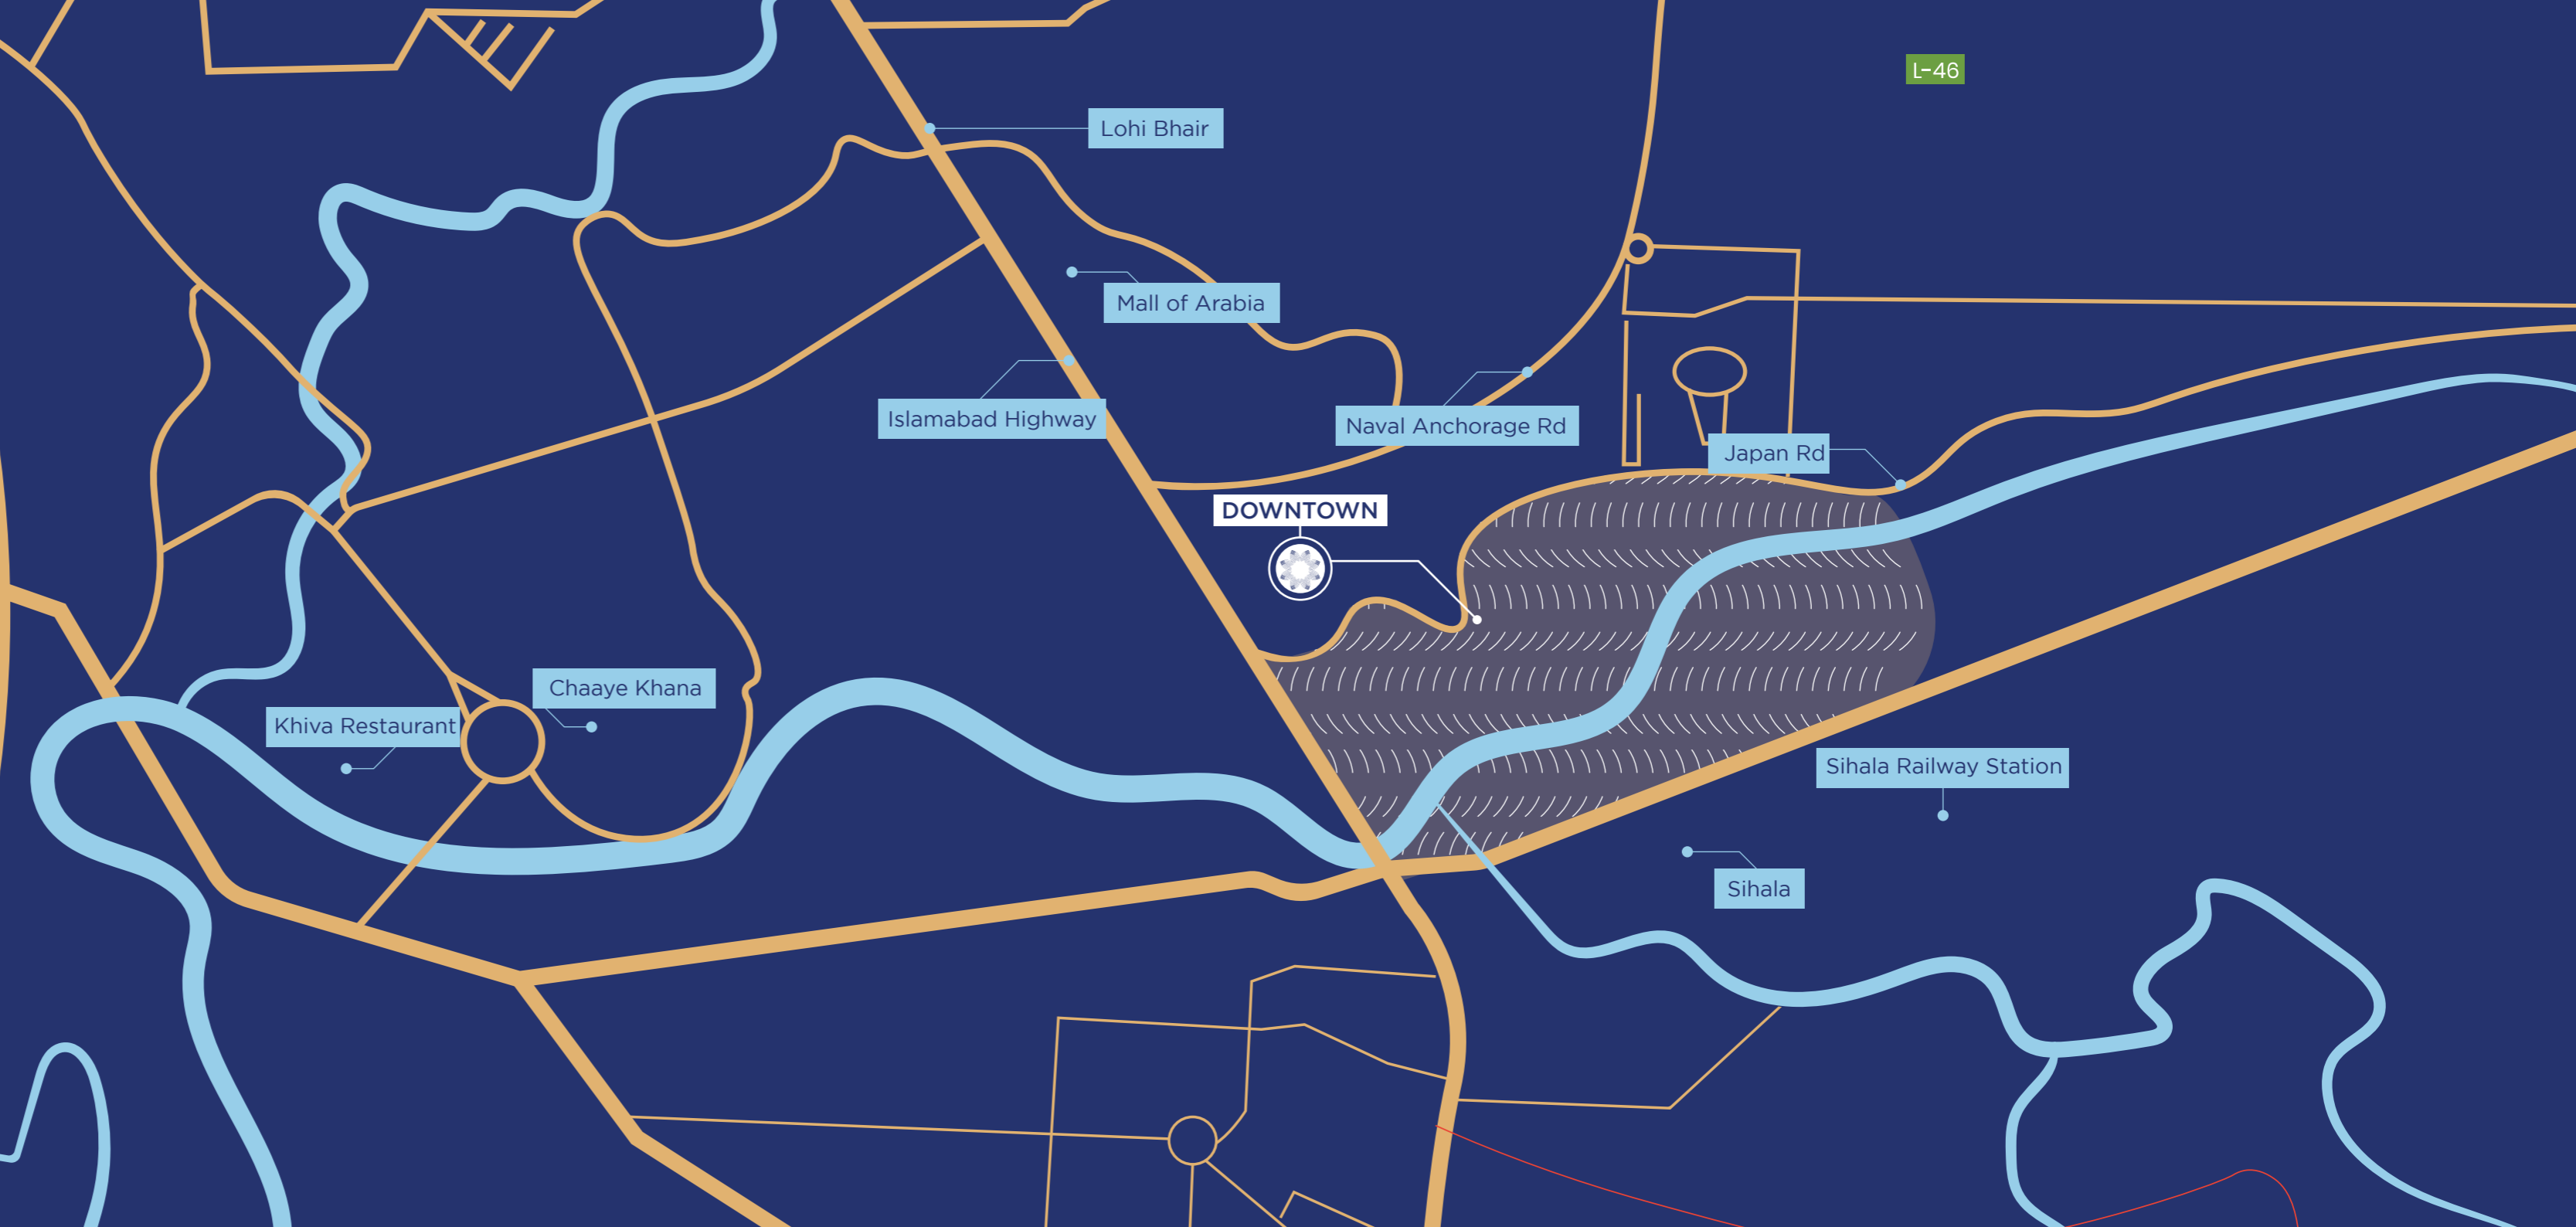 L-46
Lohi Bhair
Mall of Arabia
Islamabad Highway
Naval Anchorage Rd
Japan Rd
DOWNTOWN
Chaaye Khana
Khiva Restaurant
Sihala Railway Station
Sihala